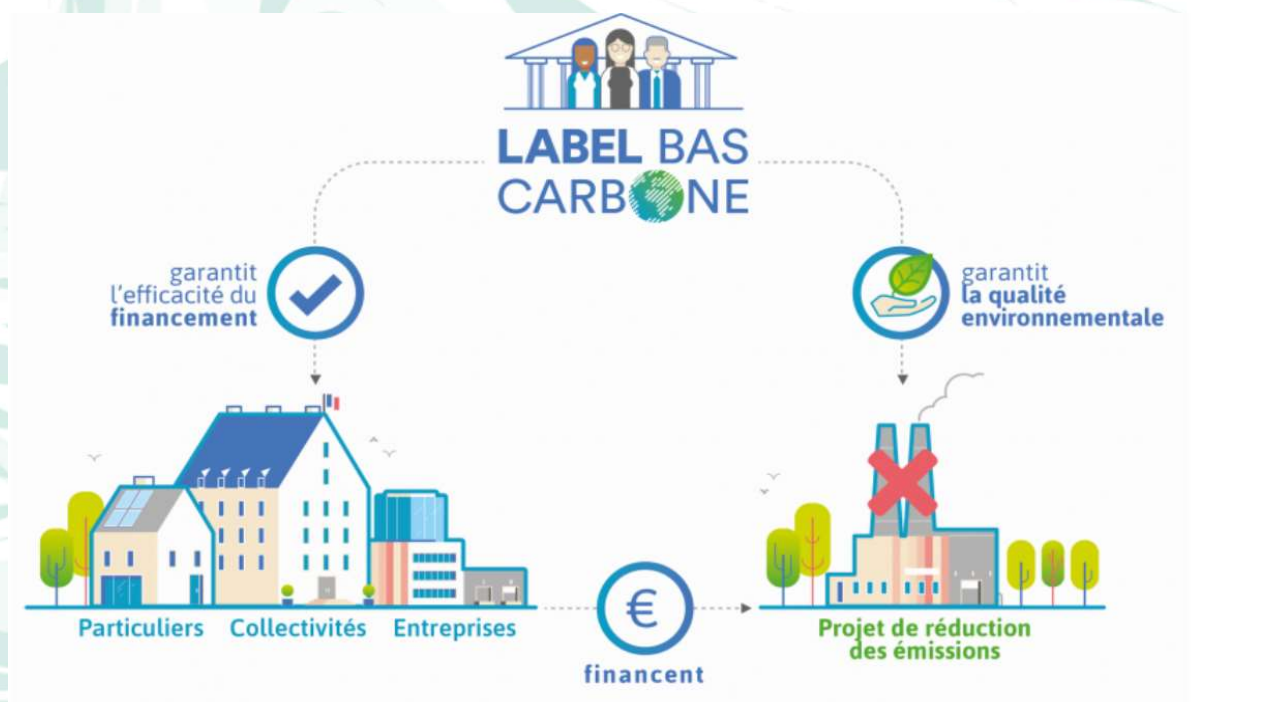 LABEL BAS
CARBONE
garantit
l'efficacité du
financement
garantit
la qualité
environnementale
Particuliers Collectivités Entreprises
€
financent
Projet de réduction
des émissions